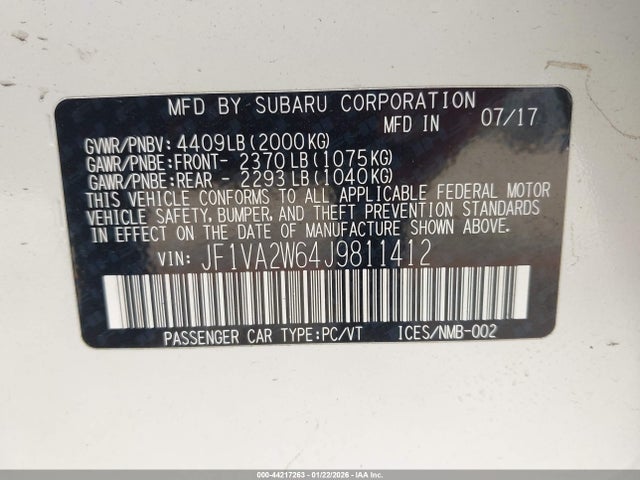 MFD BY SUBARU CORPORATION
MFD IN 07/17
GVWR/PNBV: 4409LB(2000KG)
GAWR/PNBE:FRONT- 2370LB(1075KG)
GAWR/PNBE:REAR - 2293LB(1040KG)
THIS VEHICLE CONFORMS TO ALL APPLICABLE FEDERAL MOTOR
VEHICLE SAFETY, BUMPER, AND THEFT PREVENTION STANDARDS
IN EFFECT ON THE DATE OF MANUFACTURE SHOWN ABOVE.
VIN: JF1VA2W64J9811412
PASSENGER CAR TYPE:PC/VT ICES/NMB-002
000-44217263 - 01/22/2026 - IAAI.COM